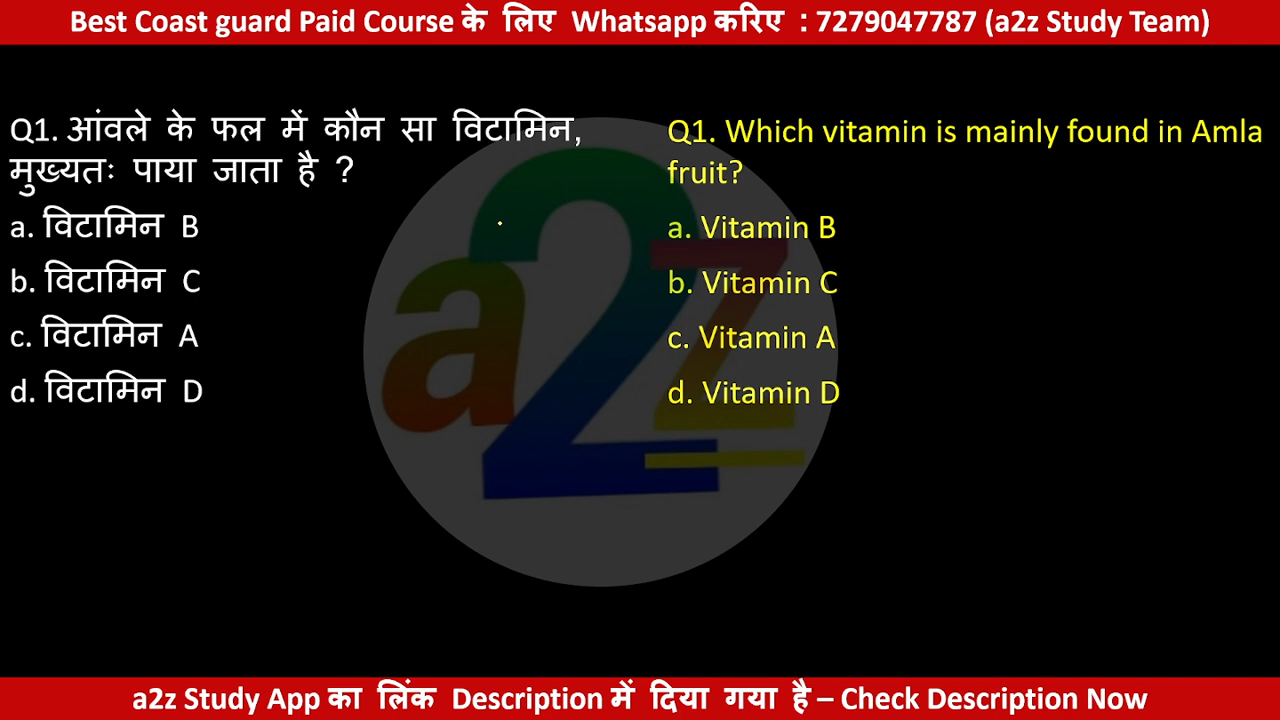 Best Coast guard Paid Course के लिए Whatsapp करिए : 7279047787 (a2z Study Team)
Q1. आंवले के फल में कौन सा विटामिन,
मुख्यतः पाया जाता है ?
a. विटामिन B
b. विटामिन C
c. विटामिन A
d. विटामिन D
Q1. Which vitamin is mainly found in Amla
fruit?
a. Vitamin B
b. Vitamin C
c. Vitamin A
d. Vitamin D
a2z
a2z Study App का लिंक Description में दिया गया है – Check Description Now